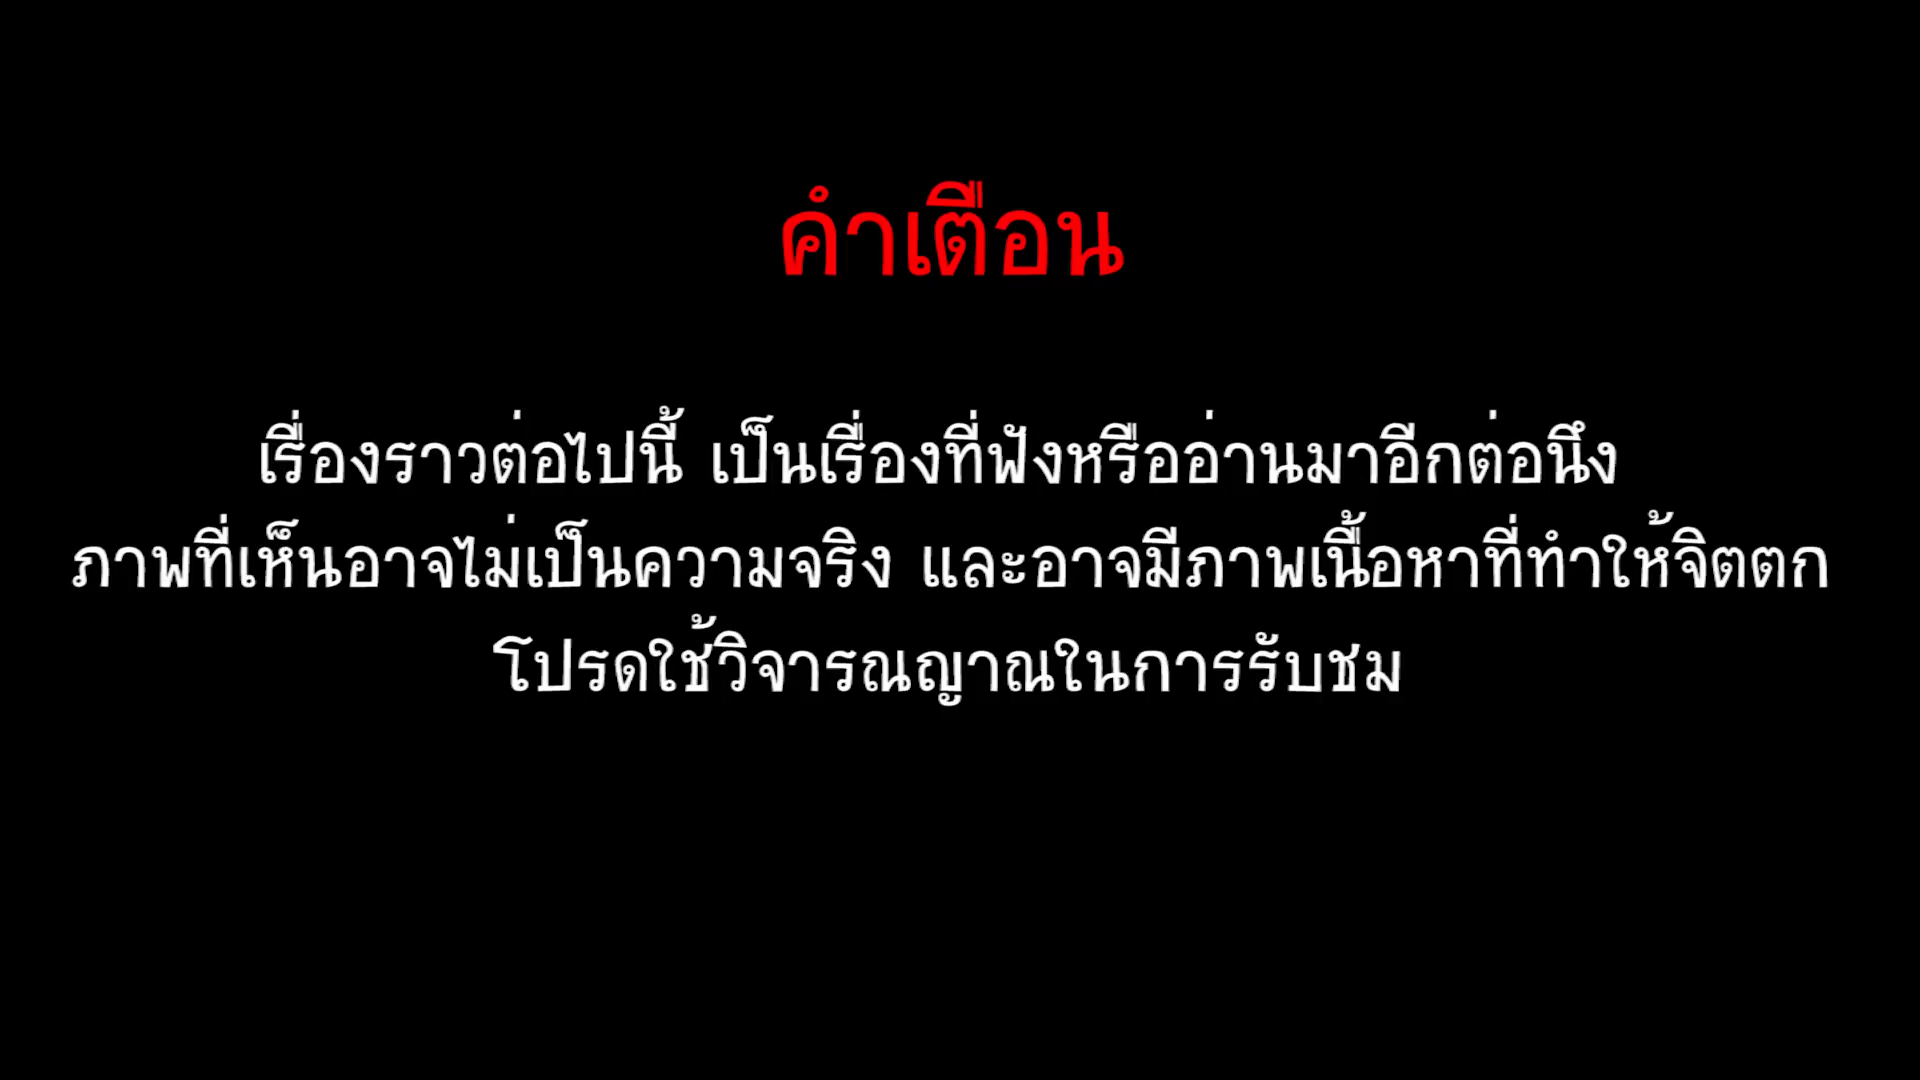 คำเตือน
เรื่องราวต่อไปนี้ เป็นเรื่องที่ฟังหรืออ่านมาอีกต่อนึง
ภาพที่เห็นอาจไม่เป็นความจริง และอาจมีภาพเนื้อหาที่ทำให้จิตตก
โปรดใช้วิจารณญาณในการรับชม